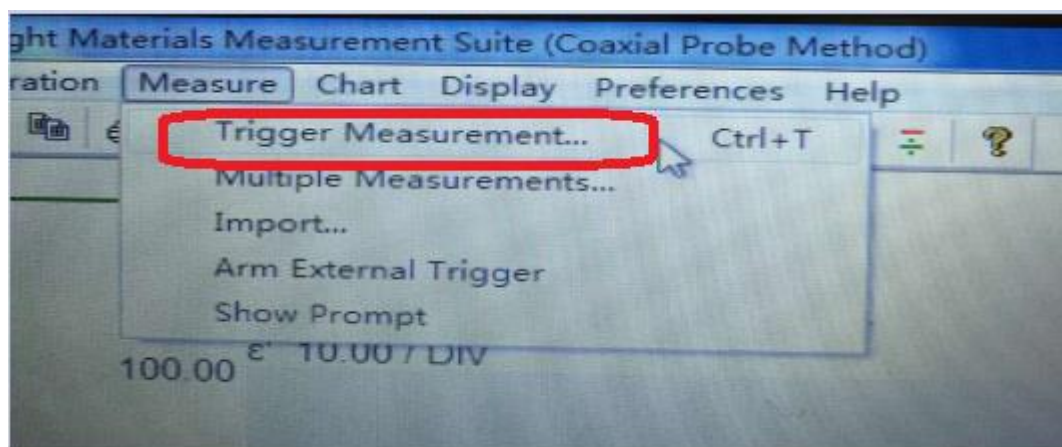 ght Materials Measurement Suite (Coaxial Probe Method)
ration Measure Chart Display Preferences Help
Trigger Measurement... Ctrl+T
Multiple Measurements...
Import...
Arm External Trigger
Show Prompt
100.00 ε' 10.00 / DIV